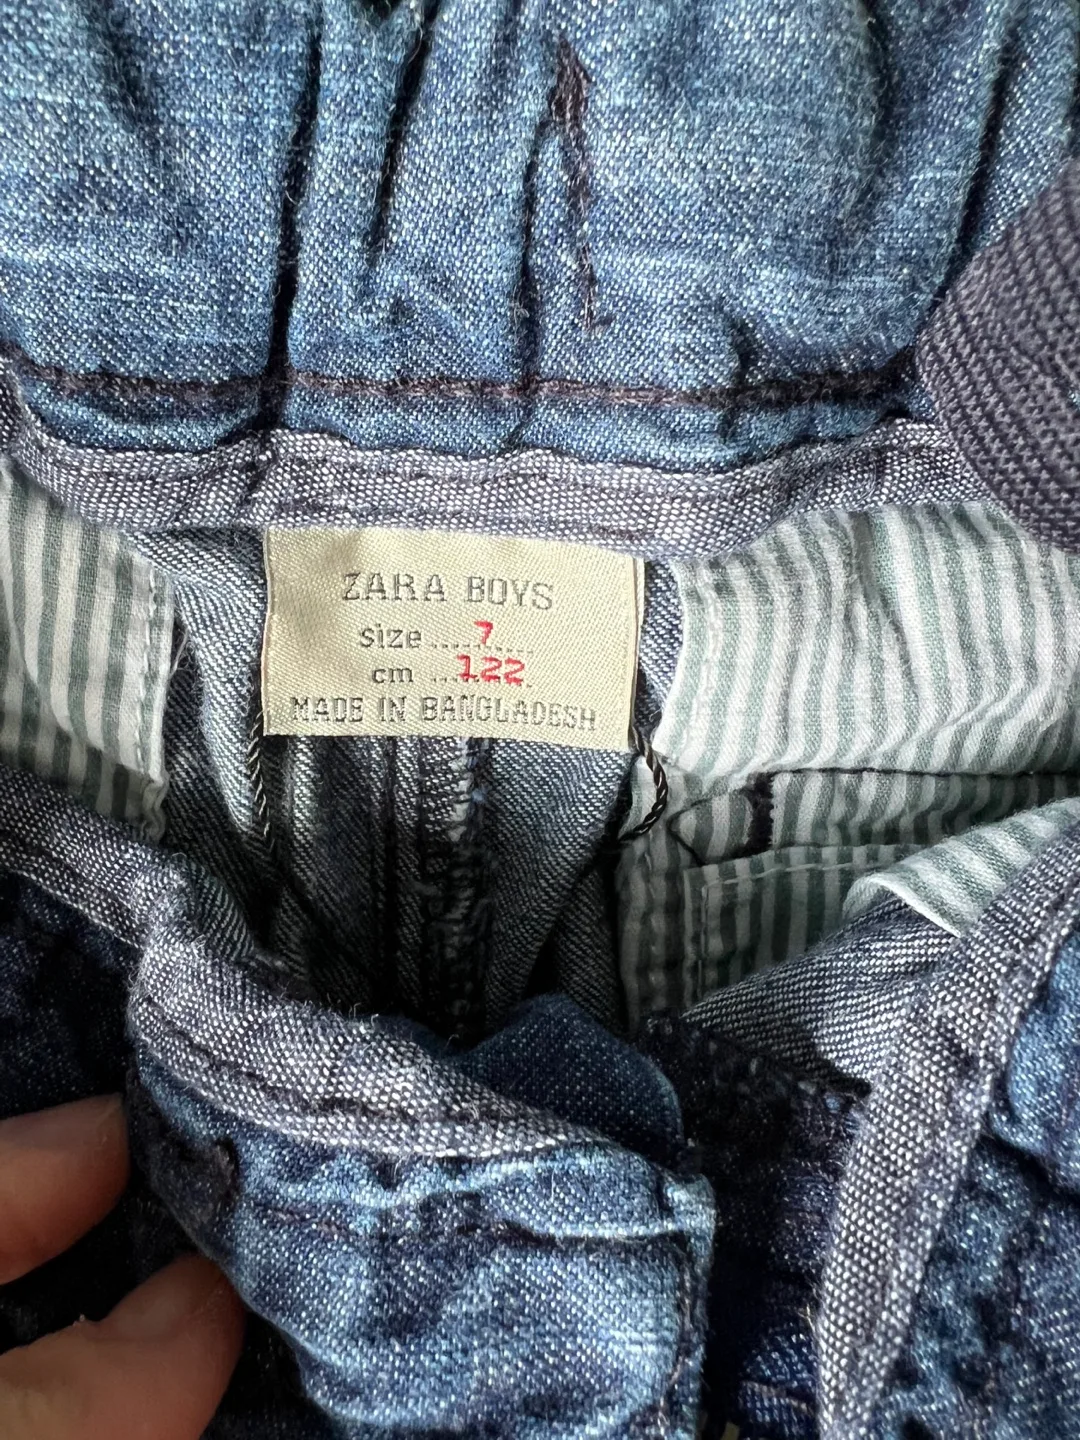 ZARA BOYS
size ....7......
cm ...122.
MADE IN BANGLADESH